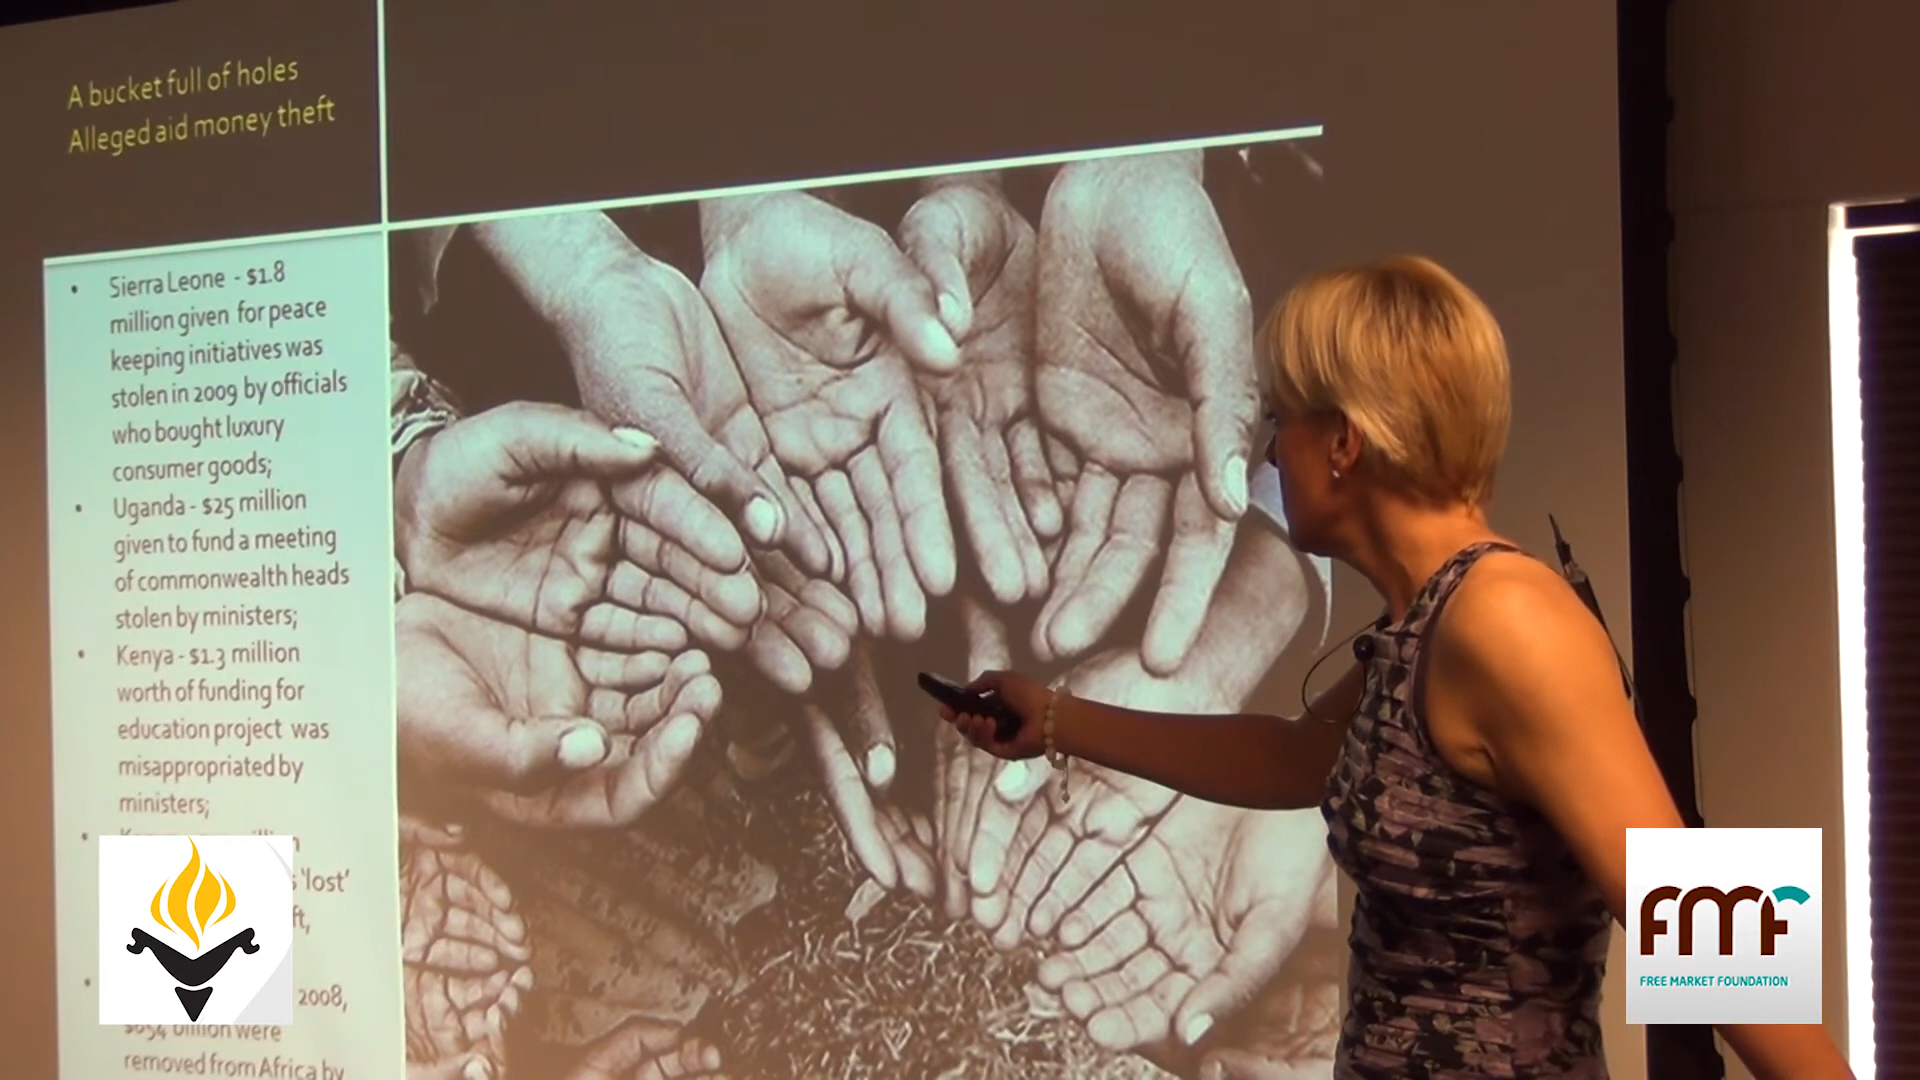 A bucket full of holes
Alleged aid money theft
• Sierra Leone - $1.8
million given for peace
keeping initiatives was
stolen in 2009 by officials
who bought luxury
consumer goods;
• Uganda - $25 million
given to fund a meeting
of commonwealth heads
stolen by ministers;
• Kenya - $1.3 million
worth of funding for
education project was
misappropriated by
ministers;
'lost'
2008,
were
removed from Africa by
FMF
FREE MARKET FOUNDATION